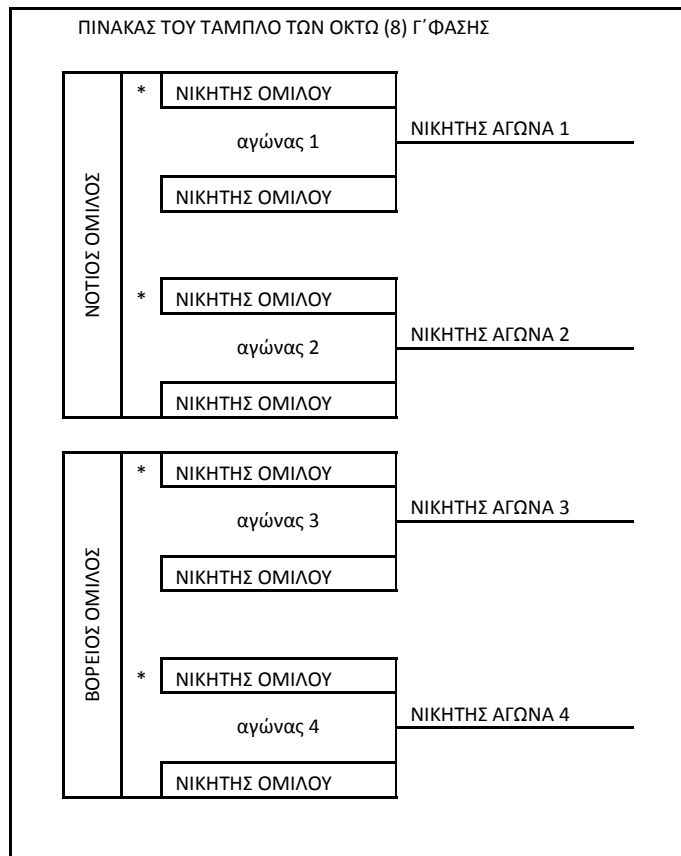 ΠΙΝΑΚΑΣ ΤΟΥ ΤΑΜΠΛΟ ΤΩΝ ΟΚΤΩ (8) Γ΄ΦΑΣΗΣ
ΝΟΤΙΟΣ ΟΜΙΛΟΣ
* ΝΙΚΗΤΗΣ ΟΜΙΛΟΥ
αγώνας 1
ΝΙΚΗΤΗΣ ΑΓΩΝΑ 1
ΝΙΚΗΤΗΣ ΟΜΙΛΟΥ
* ΝΙΚΗΤΗΣ ΟΜΙΛΟΥ
αγώνας 2
ΝΙΚΗΤΗΣ ΑΓΩΝΑ 2
ΝΙΚΗΤΗΣ ΟΜΙΛΟΥ
ΒΟΡΕΙΟΣ ΟΜΙΛΟΣ
* ΝΙΚΗΤΗΣ ΟΜΙΛΟΥ
αγώνας 3
ΝΙΚΗΤΗΣ ΑΓΩΝΑ 3
ΝΙΚΗΤΗΣ ΟΜΙΛΟΥ
* ΝΙΚΗΤΗΣ ΟΜΙΛΟΥ
αγώνας 4
ΝΙΚΗΤΗΣ ΑΓΩΝΑ 4
ΝΙΚΗΤΗΣ ΟΜΙΛΟΥ